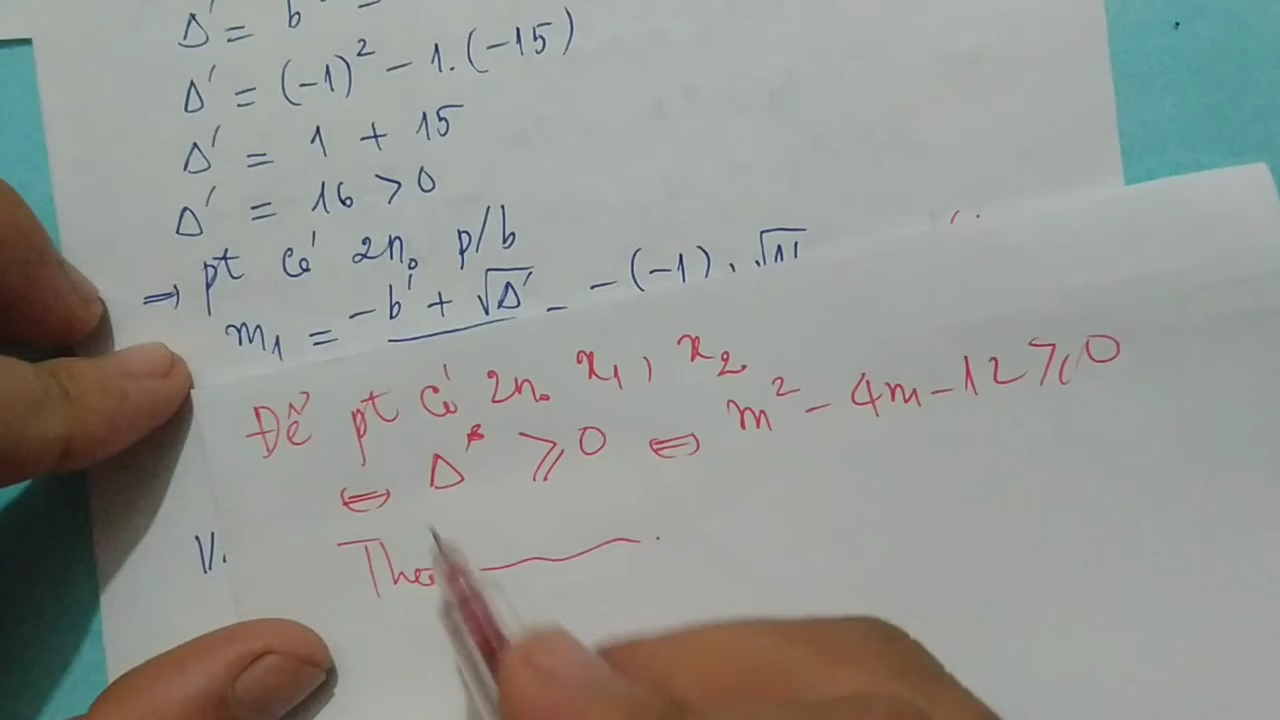 Δ' = b
Δ' = (-1)² - 1.(-15)
Δ' = 1 + 15
Δ' = 16 > 0
⇒ pt có 2n₀ p/b
m₁ = -b' + √Δ' - -(-1) . √11
Để pt có 2n₀ x₁, x₂
⇔ Δ' ⩾ 0 ⇔ m² - 4m - 12 ⩾ 0
V.
Theo